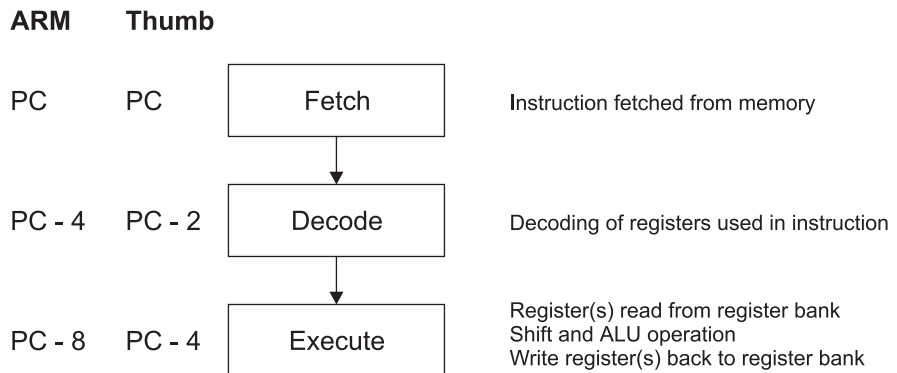 ARM Thumb
PC PC Fetch Instruction fetched from memory
PC - 4 PC - 2 Decode Decoding of registers used in instruction
PC - 8 PC - 4 Execute Register(s) read from register bank
Shift and ALU operation
Write register(s) back to register bank